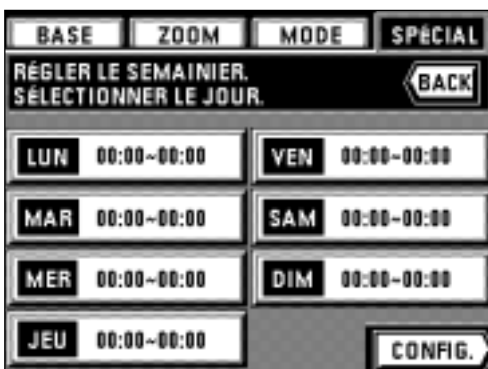 BASE ZOOM MODE SPÉCIAL
RÉGLER LE SEMAINIER.
SÉLECTIONNER LE JOUR.
BACK
LUN 00:00~00:00
VEN 00:00~00:00
MAR 00:00~00:00
SAM 00:00~00:00
MER 00:00~00:00
DIM 00:00~00:00
JEU 00:00~00:00
CONFIG.